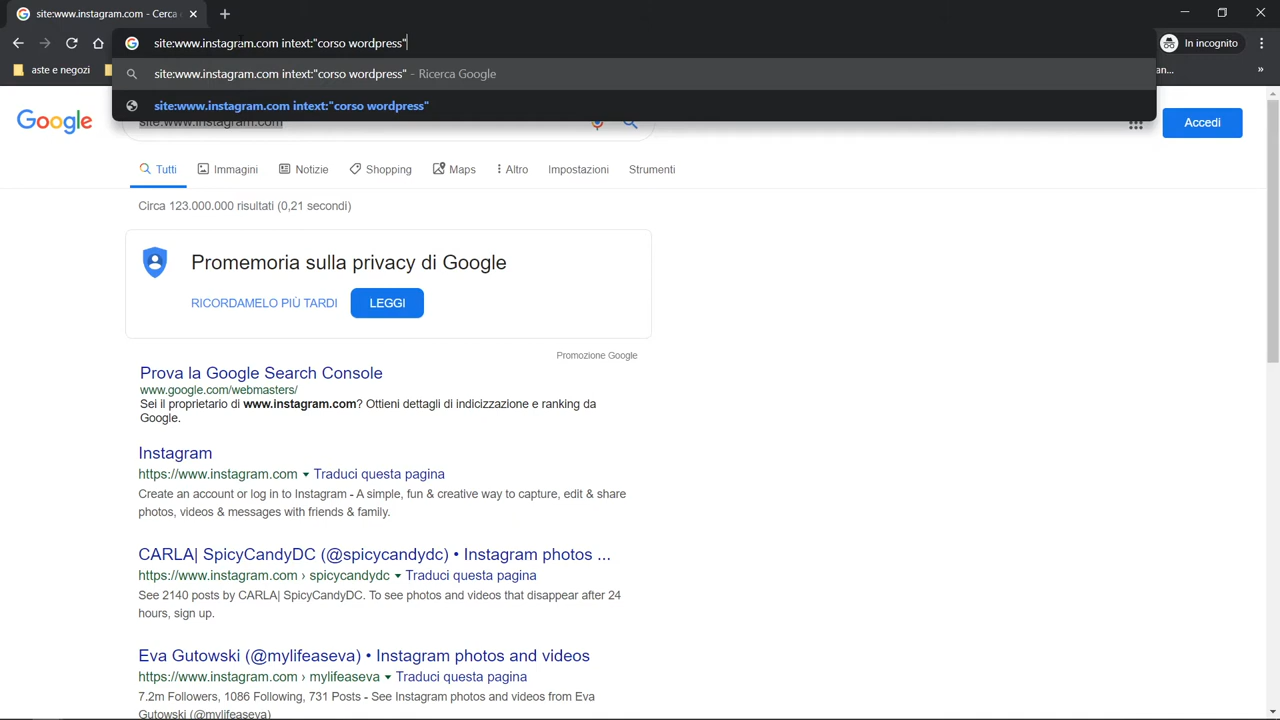 site:www.instagram.com - Cerca
In incognito
site:www.instagram.com intext:"corso wordpress"
site:www.instagram.com intext:"corso wordpress" - Ricerca Google
site:www.instagram.com intext:"corso wordpress"
aste e negozi
an...
»
Google
site:www.instagram.com
Accedi
Tutti
Immagini
Notizie
Shopping
Maps
Altro
Impostazioni
Strumenti
Circa 123.000.000 risultati (0,21 secondi)
Promemoria sulla privacy di Google
RICORDAMELO PIÙ TARDI
LEGGI
Promozione Google
Prova la Google Search Console
www.google.com/webmasters/
Sei il proprietario di www.instagram.com? Ottieni dettagli di indicizzazione e ranking da
Google.
Instagram
https://www.instagram.com Traduci questa pagina
Create an account or log in to Instagram - A simple, fun & creative way to capture, edit & share
photos, videos & messages with friends & family.
CARLA| SpicyCandyDC (@spicycandydc) • Instagram photos ...
https://www.instagram.com › spicycandydc Traduci questa pagina
See 2140 posts by CARLA| SpicyCandyDC. To see photos and videos that disappear after 24
hours, sign up.
Eva Gutowski (@mylifeaseva) • Instagram photos and videos
https://www.instagram.com › mylifeaseva Traduci questa pagina
7.2m Followers, 1086 Following, 731 Posts - See Instagram photos and videos from Eva
Gutowski (@mylifeaseva)